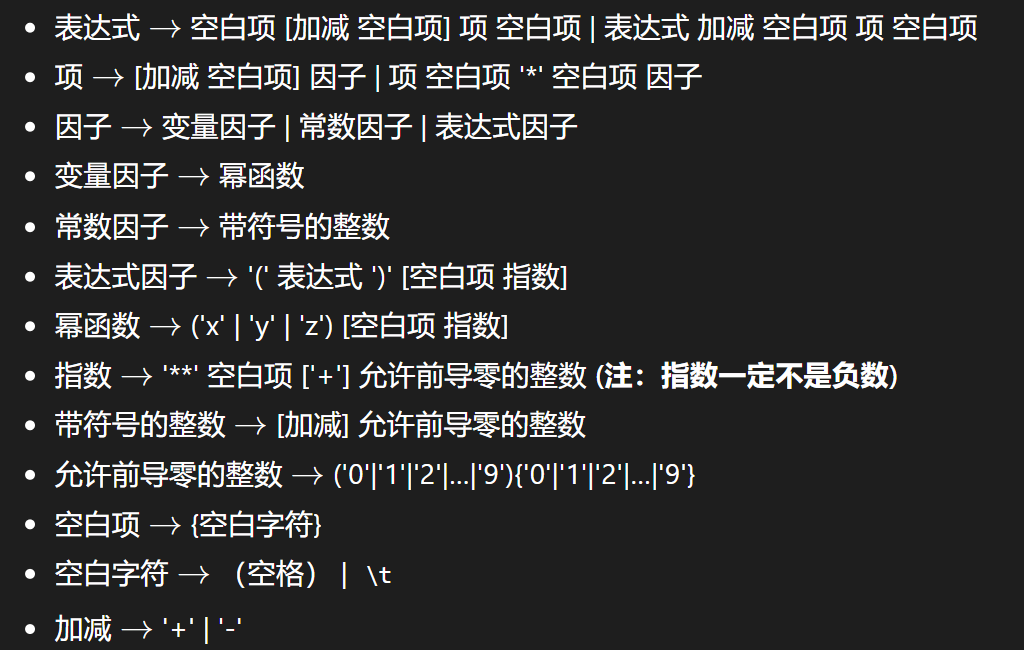 • 表达式 → 空白项 [加减 空白项] 项 空白项 | 表达式 加减 空白项 项 空白项
• 项 → [加减 空白项] 因子 | 项 空白项 '*' 空白项 因子
• 因子 → 变量因子 | 常数因子 | 表达式因子
• 变量因子 → 幂函数
• 常数因子 → 带符号的整数
• 表达式因子 → '(' 表达式 ')' [空白项 指数]
• 幂函数 → ('x' | 'y' | 'z') [空白项 指数]
• 指数 → '**' 空白项 ['+'] 允许前导零的整数 (注：指数一定不是负数)
• 带符号的整数 → [加减] 允许前导零的整数
• 允许前导零的整数 → ('0'|'1'|'2'|…|'9'){'0'|'1'|'2'|…|'9'}
• 空白项 → {空白字符}
• 空白字符 → （空格） | \t
• 加减 → '+' | '-'